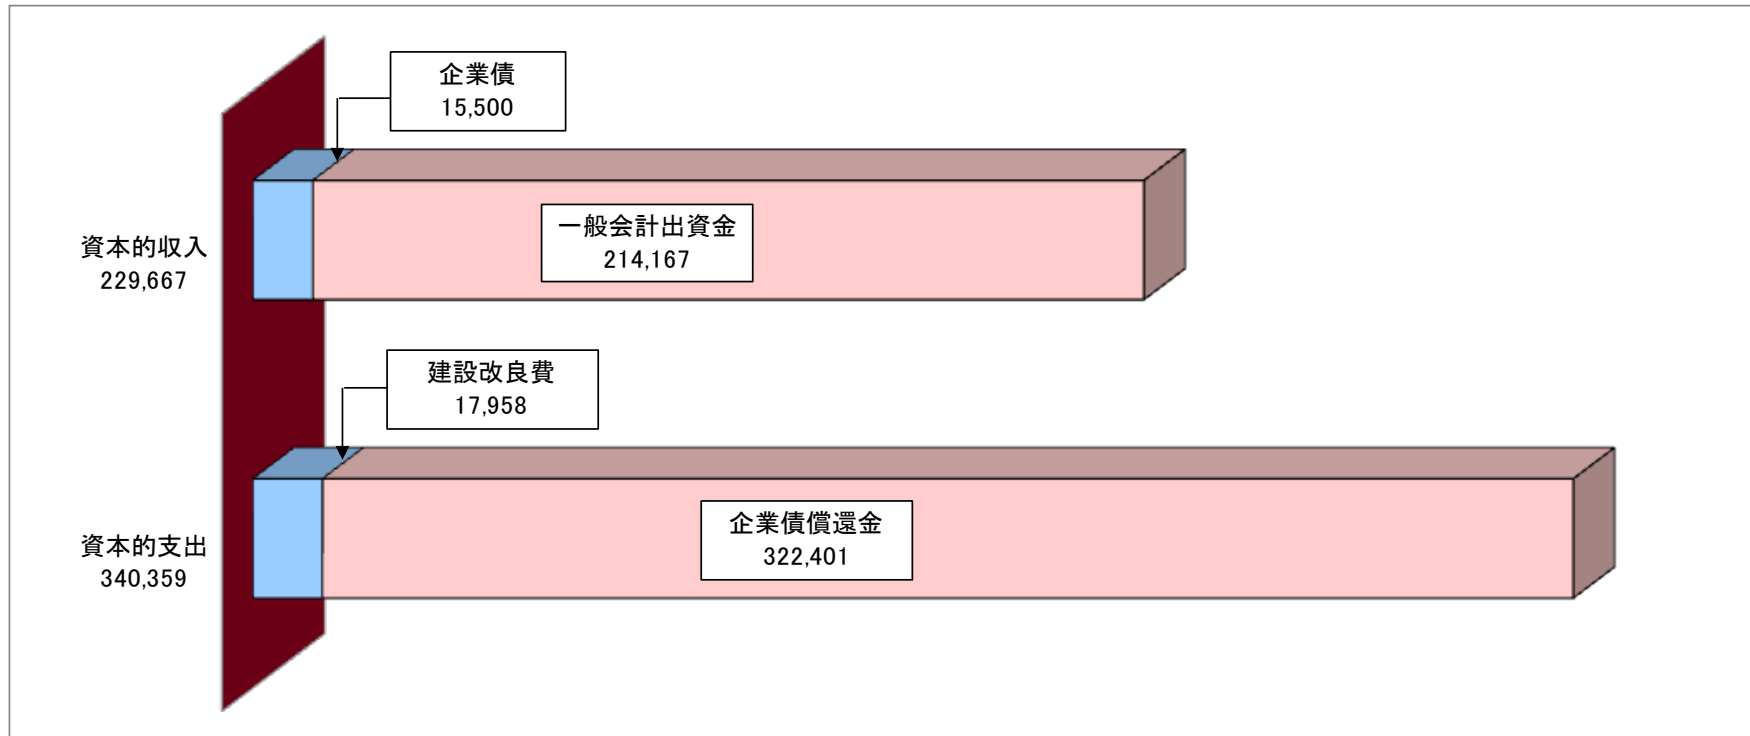 企業債
15,500
一般会計出資金
214,167
資本的収入
229,667
建設改良費
17,958
企業債償還金
322,401
資本的支出
340,359